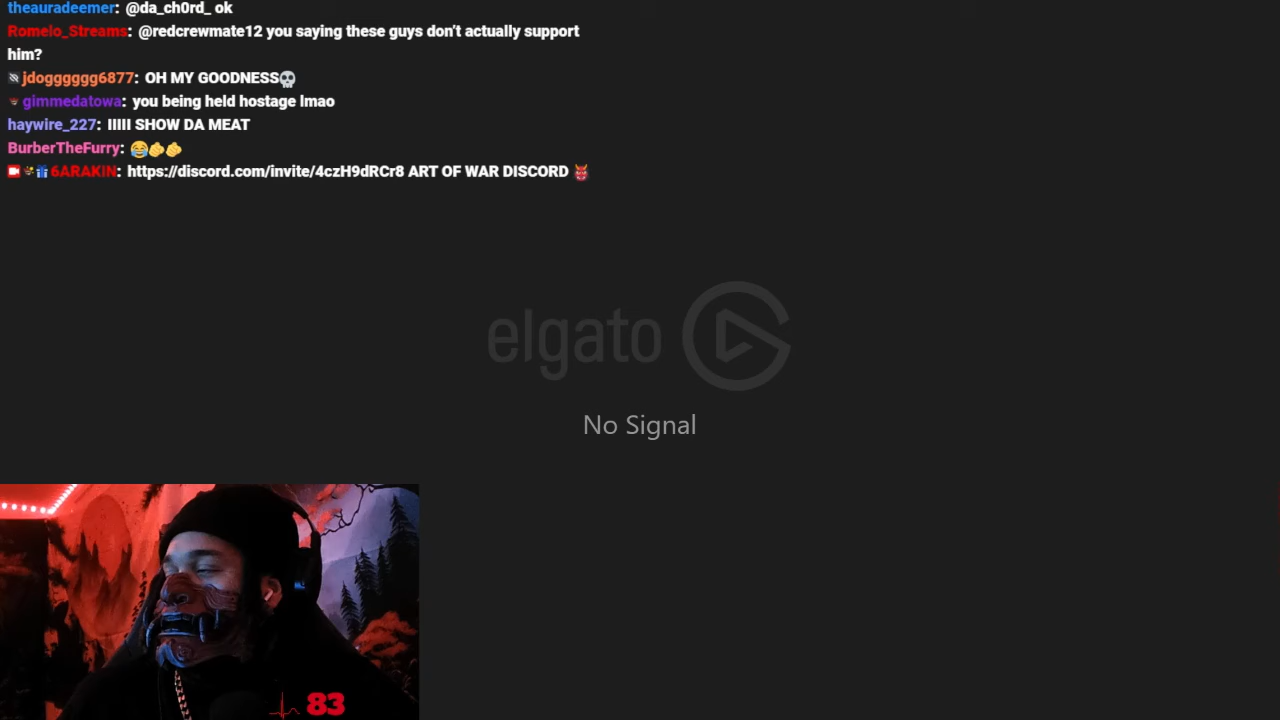 theauradeemer: @da_ch0rd_ ok
Romelo_Streams: @redcrewmate12 you saying these guys don't actually support
him?
jdogggggg6877: OH MY GOODNESS💀
gimmedatowa: you being held hostage lmao
haywire_227: IIIII SHOW DA MEAT
BurberTheFurry: 😂🫵🫵
6ARAKIN: https://discord.com/invite/4czH9dRCr8 ART OF WAR DISCORD 👹
elgato
No Signal
83